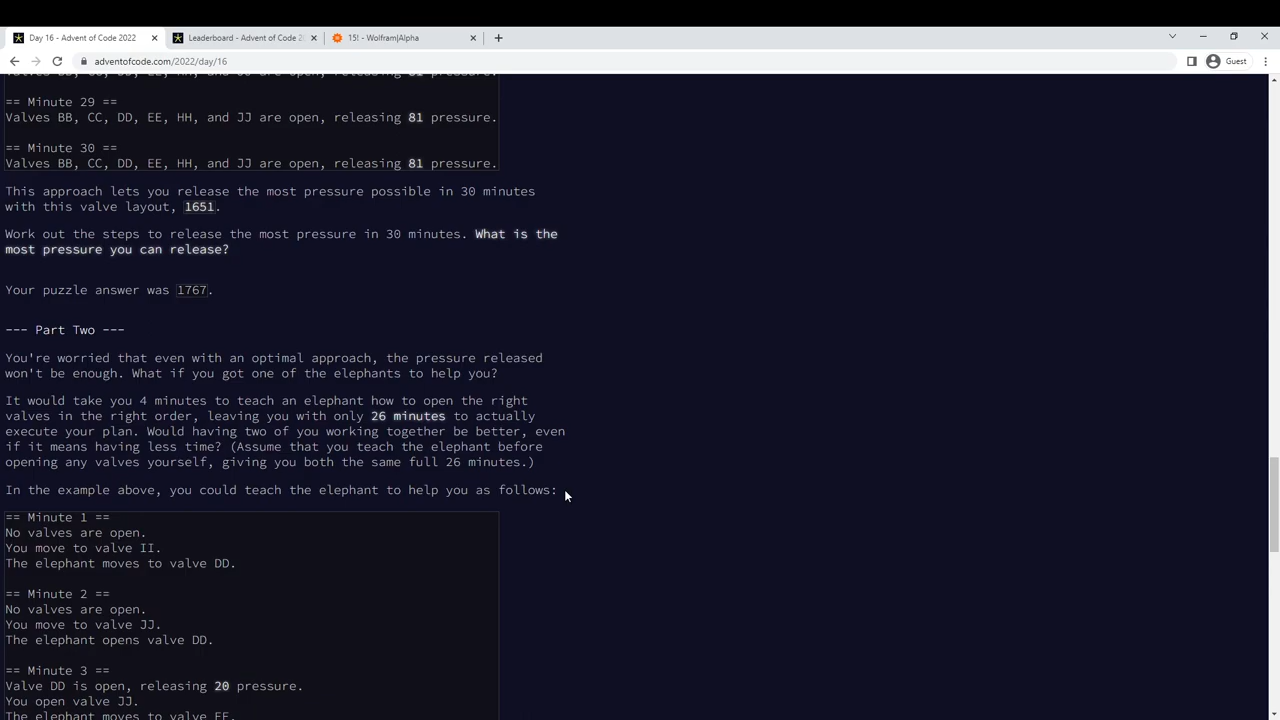 Day 16 - Advent of Code 2022
Leaderboard - Advent of Code 20
15! - Wolfram|Alpha
adventofcode.com/2022/day/16
Guest
== Minute 29 ==
Valves BB, CC, DD, EE, HH, and JJ are open, releasing 81 pressure.
== Minute 30 ==
Valves BB, CC, DD, EE, HH, and JJ are open, releasing 81 pressure.
This approach lets you release the most pressure possible in 30 minutes
with this valve layout, 1651.
Work out the steps to release the most pressure in 30 minutes. What is the
most pressure you can release?
Your puzzle answer was 1767.
--- Part Two ---
You're worried that even with an optimal approach, the pressure released
won't be enough. What if you got one of the elephants to help you?
It would take you 4 minutes to teach an elephant how to open the right
valves in the right order, leaving you with only 26 minutes to actually
execute your plan. Would having two of you working together be better, even
if it means having less time? (Assume that you teach the elephant before
opening any valves yourself, giving you both the same full 26 minutes.)
In the example above, you could teach the elephant to help you as follows:
== Minute 1 ==
No valves are open.
You move to valve II.
The elephant moves to valve DD.
== Minute 2 ==
No valves are open.
You move to valve JJ.
The elephant opens valve DD.
== Minute 3 ==
Valve DD is open, releasing 20 pressure.
You open valve JJ.
The elephant moves to valve EE.